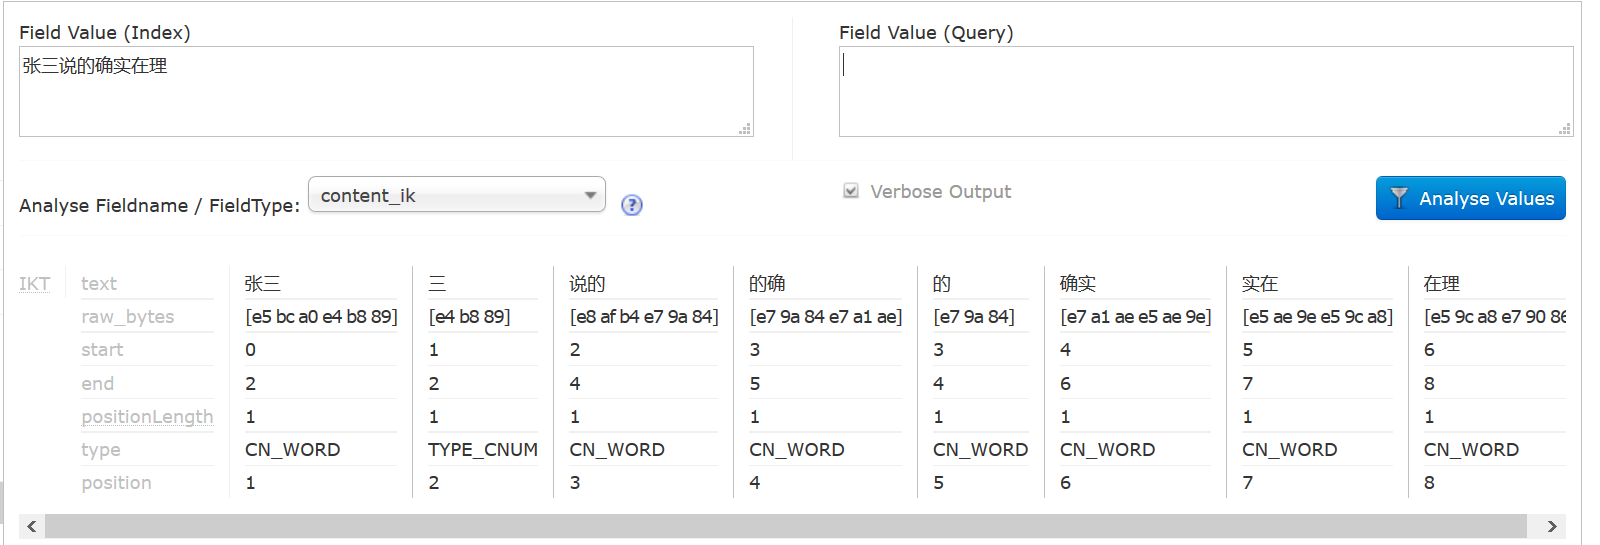 Field Value (Index)
Field Value (Query)
张三说的确实在理
Analyse Fieldname / FieldType:
content_ik
?
Verbose Output
Analyse Values
IKT text 张三 三 说的 的确 的 确实 实在 在理
raw_bytes [e5 bc a0 e4 b8 89] [e4 b8 89] [e8 af b4 e7 9a 84] [e7 9a 84 e7 a1 ae] [e7 9a 84] [e7 a1 ae e5 ae 9e] [e5 ae 9e e5 9c a8] [e5 9c a8 e7 90 86
start 0 1 2 3 3 4 5 6
end 2 2 4 5 4 6 7 8
positionLength 1 1 1 1 1 1 1 1
type CN_WORD TYPE_CNUM CN_WORD CN_WORD CN_WORD CN_WORD CN_WORD CN_WORD
position 1 2 3 4 5 6 7 8